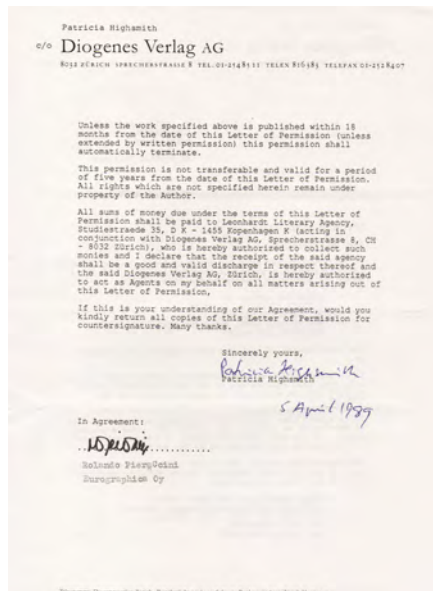 Patricia Highsmith
c/o Diogenes Verlag AG
8032 ZÜRICH SPRECHERSTRASSE 8 TEL. 01-2528407
Unless the work specified above is published within 18
months from the date of this Letter of Permission (unless
extended by written permission) this permission shall
automatically terminate.
This permission is not transferable and valid for a period
of five years from the date of this Letter of Permission.
All rights which are not specified herein remain under
property of the Author.
All sums of money due under the terms of this Letter of
Permission shall be paid to Leonhardt Literary Agency,
Studiestraede 35, D K - 1455 Kopenhagen K (acting in
conjunction with Diogenes Verlag AG, Sprecherstrasse 8, CH
- 8032 Zürich), who is hereby authorized to collect such
monies and I declare that the receipt of the said agency
shall be a good and valid discharge in respect thereof and
the said Diogenes Verlag AG, Zürich, is hereby authorized
to act as Agents on my behalf on all matters arising out of
this Letter of Permission.
If this is your understanding of our Agreement, would you
kindly return all copies of this Letter of Permission for
countersignature. Many thanks.
Sincerely yours,
Patricia Highsmith
Patricia Highsmith
5 April 1989
In Agreement:
Rolando Pieraccini
Eurographica Oy